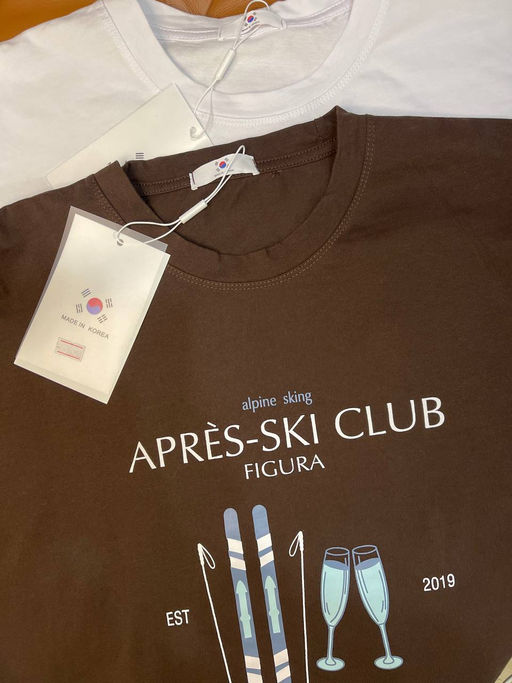 MADE IN KOREA
alpine sking
APRÈS-SKI CLUB
FIGURA
EST
2019